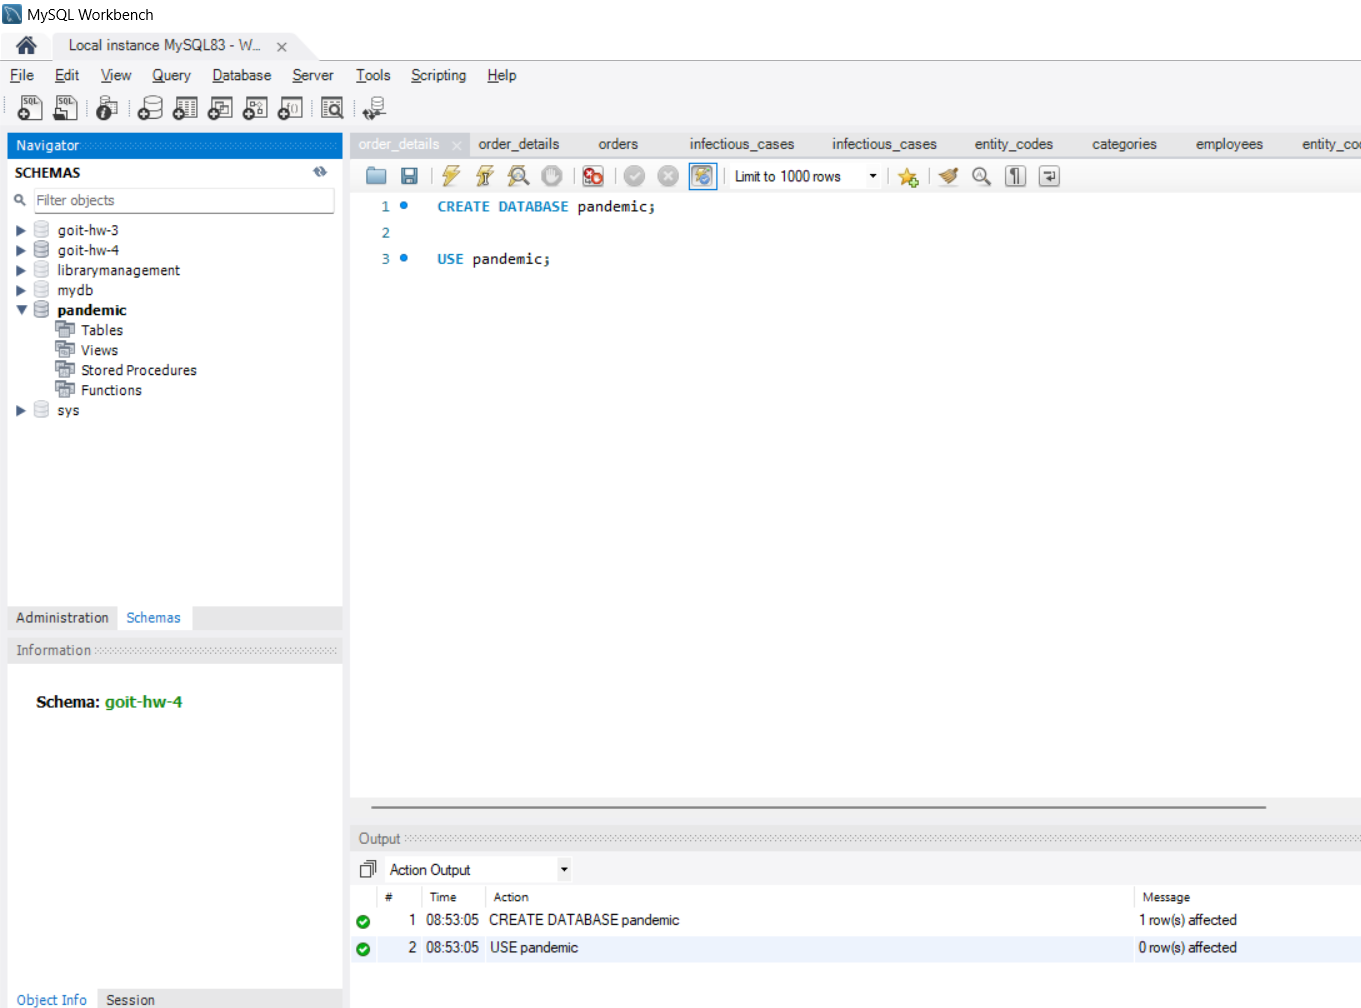 MySQL Workbench
Local instance MySQL83 - W...
File Edit View Query Database Server Tools Scripting Help
Navigator
SCHEMAS
Filter objects
goit-hw-3
goit-hw-4
librarymanagement
mydb
pandemic
Tables
Views
Stored Procedures
Functions
sys
Administration Schemas
Information
Schema: goit-hw-4
Object Info Session
order_details order_details orders infectious_cases infectious_cases entity_codes categories employees entity_co
Limit to 1000 rows
1 CREATE DATABASE pandemic;
2
3 USE pandemic;
Output
Action Output
# Time Action Message
1 08:53:05 CREATE DATABASE pandemic 1 row(s) affected
2 08:53:05 USE pandemic 0 row(s) affected